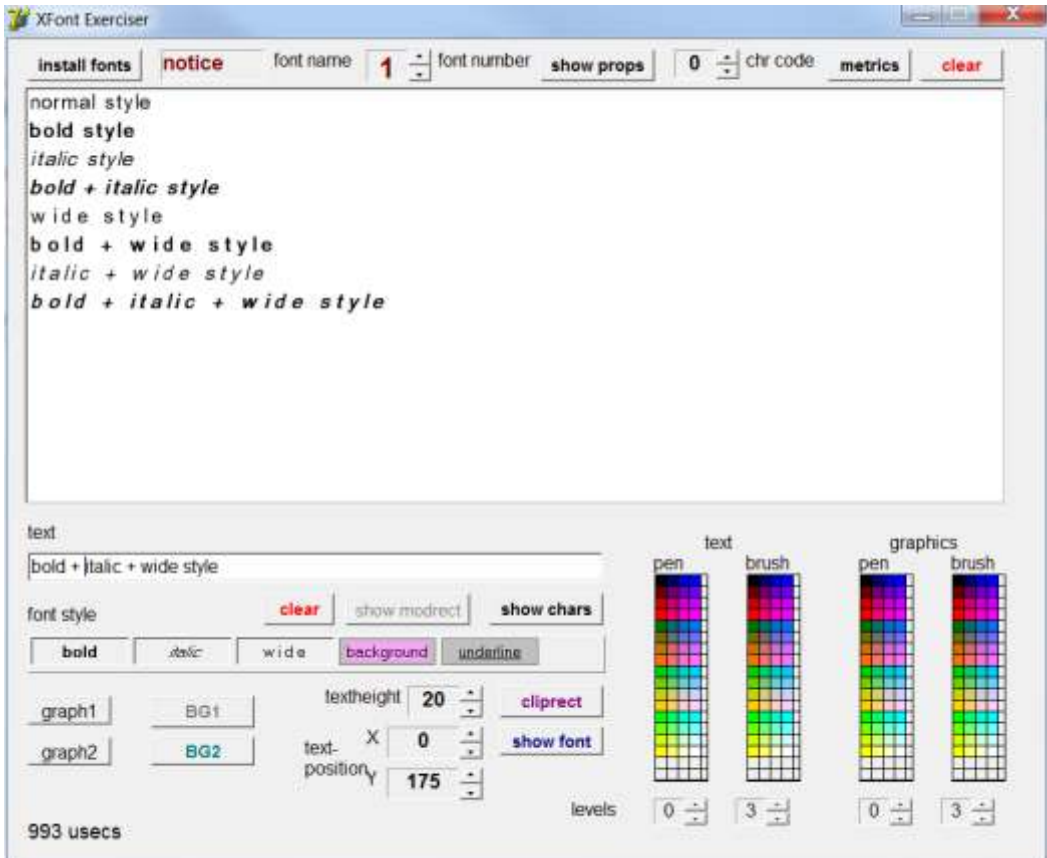 XFont Exerciser
install fonts notice font name 1 font number show props 0 chr code metrics clear
normal style
bold style
italic style
bold + italic style
wide style
bold + wide style
italic + wide style
bold + italic + wide style
text
bold + italic + wide style
text graphics
pen brush pen brush
font style clear show modrect show chars
bold italic wide background underline
textheight 20 cliprect
graph1 BG1
X 0 show font
graph2 BG2
text-
position Y 175
levels 0 3 0 3
993 usecs